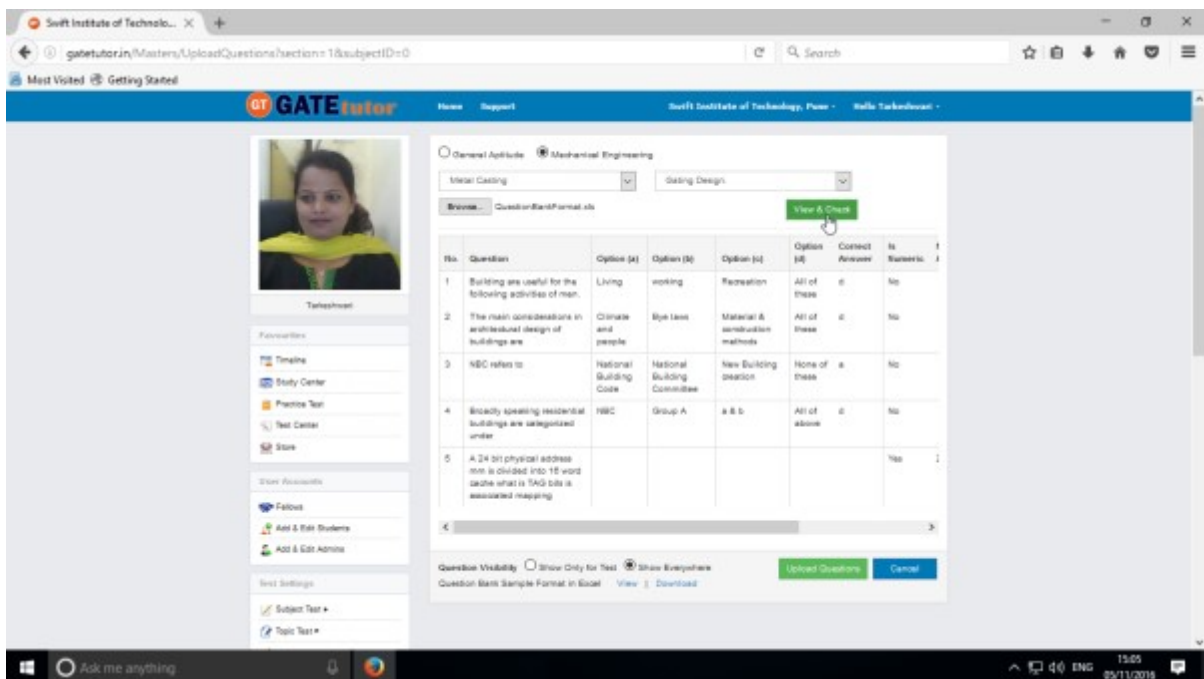 Swift Institute of Technolo...
gatetutor.in/Masters/UploadQuestions?section=1&subjectID=0
Search
Most Visited Getting Started
GT GATEtutor Home Support Swift Institute of Technology, Pune Hello Tarkeshwari
General Aptitude Mechanical Engineering
Metal Casting Gating Design
Browse... QuestionBankFormat.xls View & Check
No. Question Option (a) Option (b) Option (c) Option (d) Correct Answer Is Numeric
1 Building are useful for the following activities of men. Living working Recreation All of these d No
2 The main considerations in architectural design of buildings are Climate and people Bye laws Material & construction methods All of these d No
3 NBC refers to National Building Code National Building Committee New Building creation None of these a No
4 Broadly speaking residential buildings are categorized under NBC Group A a & b All of above d No
5 A 24 bit physical address mm is divided into 16 word cache what is TAG bits is associated mapping Yes 2
Question Visibility Show Only for Test Show Everywhere Upload Questions Cancel
Question Bank Sample Format in Excel View | Download
Tarkeshwari
Favourites
Timeline
Study Center
Practice Test
Test Center
Store
User Accounts
Fellows
Add & Edit Students
Add & Edit Admins
Test Settings
Subject Test
Topic Test
Ask me anything
ENG
15:05
05/11/2016